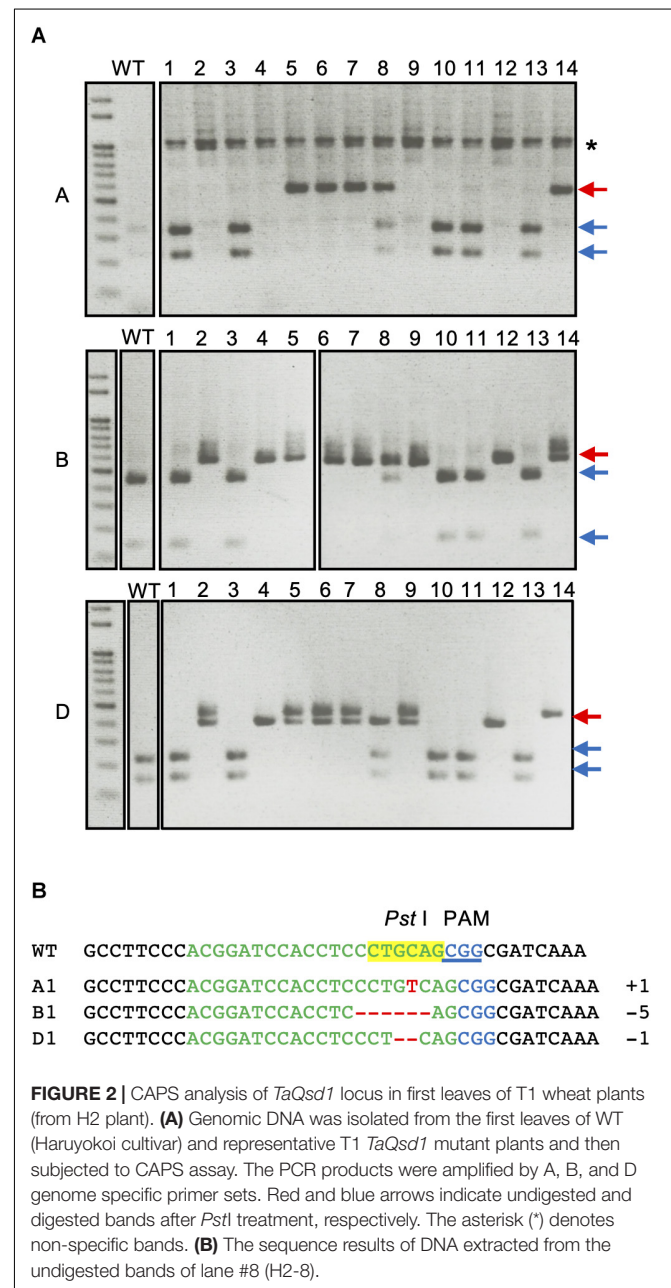 A
WT 1 2 3 4 5 6 7 8 9 10 11 12 13 14
*
A
WT 1 2 3 4 5 6 7 8 9 10 11 12 13 14
B
WT 1 2 3 4 5 6 7 8 9 10 11 12 13 14
D
B
Pst I PAM
WT GCCTTCCCACGGATCCACCTCCCTGCAGCGGCGATCAAA
A1 GCCTTCCCACGGATCCACCTCCCTGTCAGCGGCGATCAAA +1
B1 GCCTTCCCACGGATCCACCTC------AGCGGCGATCAAA −5
D1 GCCTTCCCACGGATCCACCTCCCT--CAGCGGCGATCAAA −1
FIGURE 2 | CAPS analysis of TaQsd1 locus in first leaves of T1 wheat plants
(from H2 plant). (A) Genomic DNA was isolated from the first leaves of WT
(Haruyokoi cultivar) and representative T1 TaQsd1 mutant plants and then
subjected to CAPS assay. The PCR products were amplified by A, B, and D
genome specific primer sets. Red and blue arrows indicate undigested and
digested bands after PstI treatment, respectively. The asterisk (*) denotes
non-specific bands. (B) The sequence results of DNA extracted from the
undigested bands of lane #8 (H2-8).